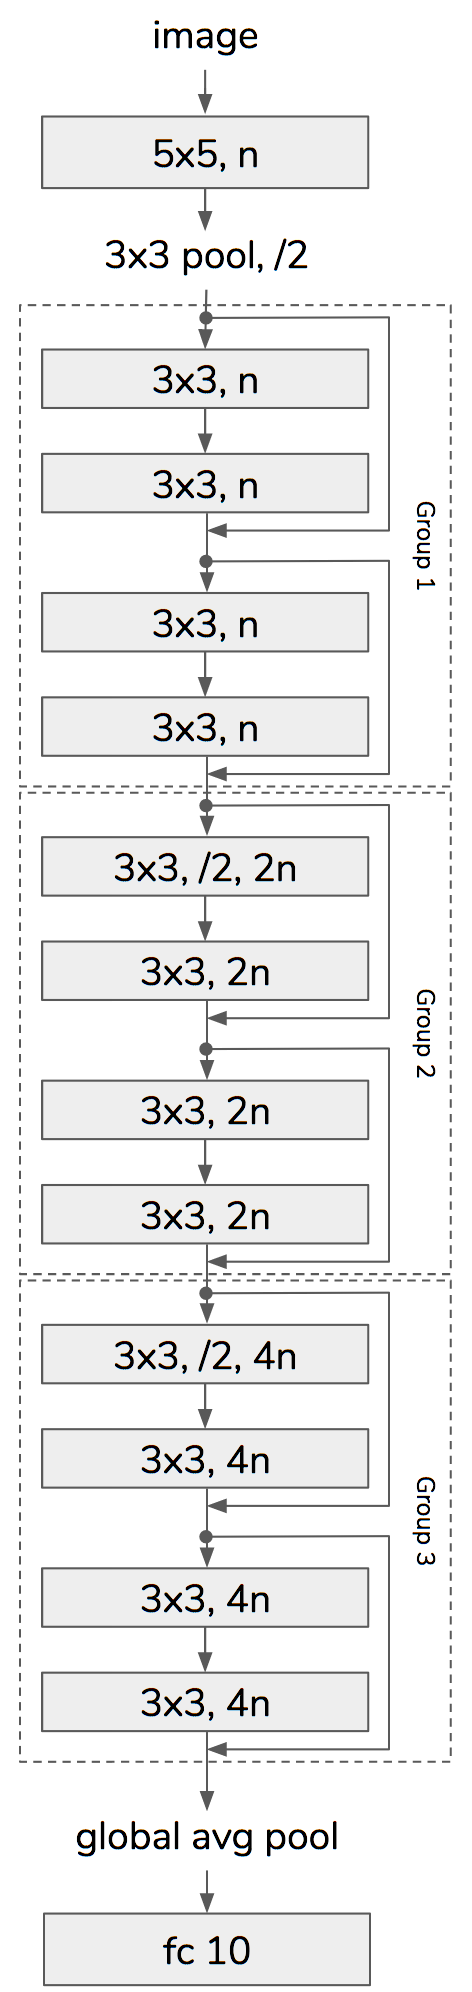 image
5x5, n
3x3 pool, /2
3x3, n
3x3, n
Group 1
3x3, n
3x3, n
3x3, /2, 2n
3x3, 2n
Group 2
3x3, 2n
3x3, 2n
3x3, /2, 4n
3x3, 4n
Group 3
3x3, 4n
3x3, 4n
global avg pool
fc 10